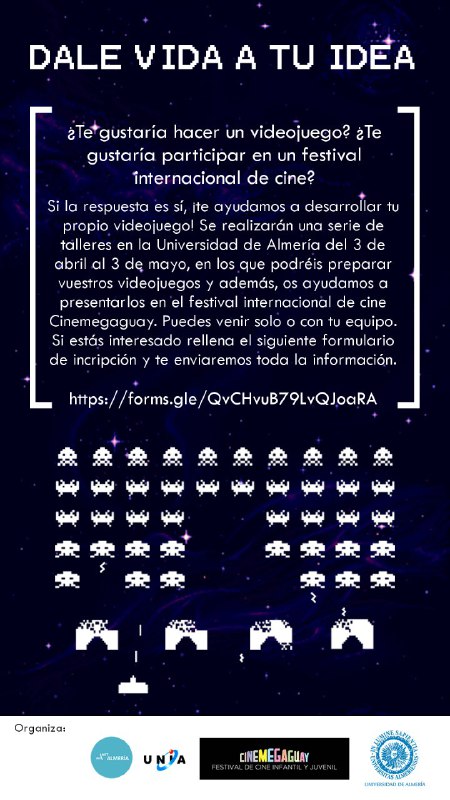 DALE VIDA A TU IDEA
¿Te gustaría hacer un videojuego? ¿Te
gustaría participar en un festival
internacional de cine?
Si la respuesta es sí, ¡te ayudamos a desarrollar tu
propio videojuego! Se realizarán una serie de
talleres en la Universidad de Almería del 3 de
abril al 3 de mayo, en los que podréis preparar
vuestros videojuegos y además, os ayudamos a
presentarlos en el festival internacional de cine
Cinemegaguay. Puedes venir solo o con tu equipo.
Si estás interesado rellena el siguiente formulario
de incripción y te enviaremos toda la información.
https://forms.gle/QvCHvuB79LvQJoaRA
Organiza:
ALMERÍA
UNIA
CINEMEGAGUAY
FESTIVAL DE CINE INFANTIL Y JUVENIL
UNIVERSIDAD DE ALMERÍA